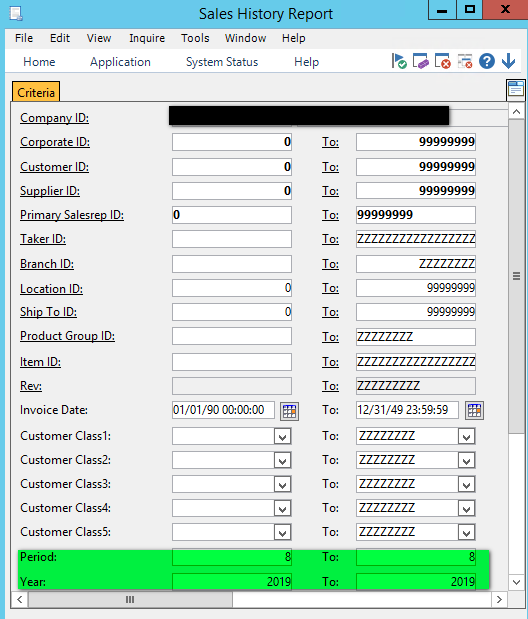 Sales History Report
File Edit View Inquire Tools Window Help
Home Application System Status Help
Criteria
Company ID:
Corporate ID: 0 To: 99999999
Customer ID: 0 To: 99999999
Supplier ID: 0 To: 99999999
Primary Salesrep ID: 0 To: 99999999
Taker ID: To: ZZZZZZZZZZZZZZZZZ
Branch ID: To: ZZZZZZZZ
Location ID: 0 To: 99999999
Ship To ID: 0 To: 99999999
Product Group ID: To: ZZZZZZZZ
Item ID: To: ZZZZZZZZZZZZZZZZZ
Rev: To: ZZZZZZZZZ
Invoice Date: 01/01/90 00:00:00 To: 12/31/49 23:59:59
Customer Class1: To: ZZZZZZZZ
Customer Class2: To: ZZZZZZZZ
Customer Class3: To: ZZZZZZZZ
Customer Class4: To: ZZZZZZZZ
Customer Class5: To: ZZZZZZZZ
Period: 8 To: 8
Year: 2019 To: 2019